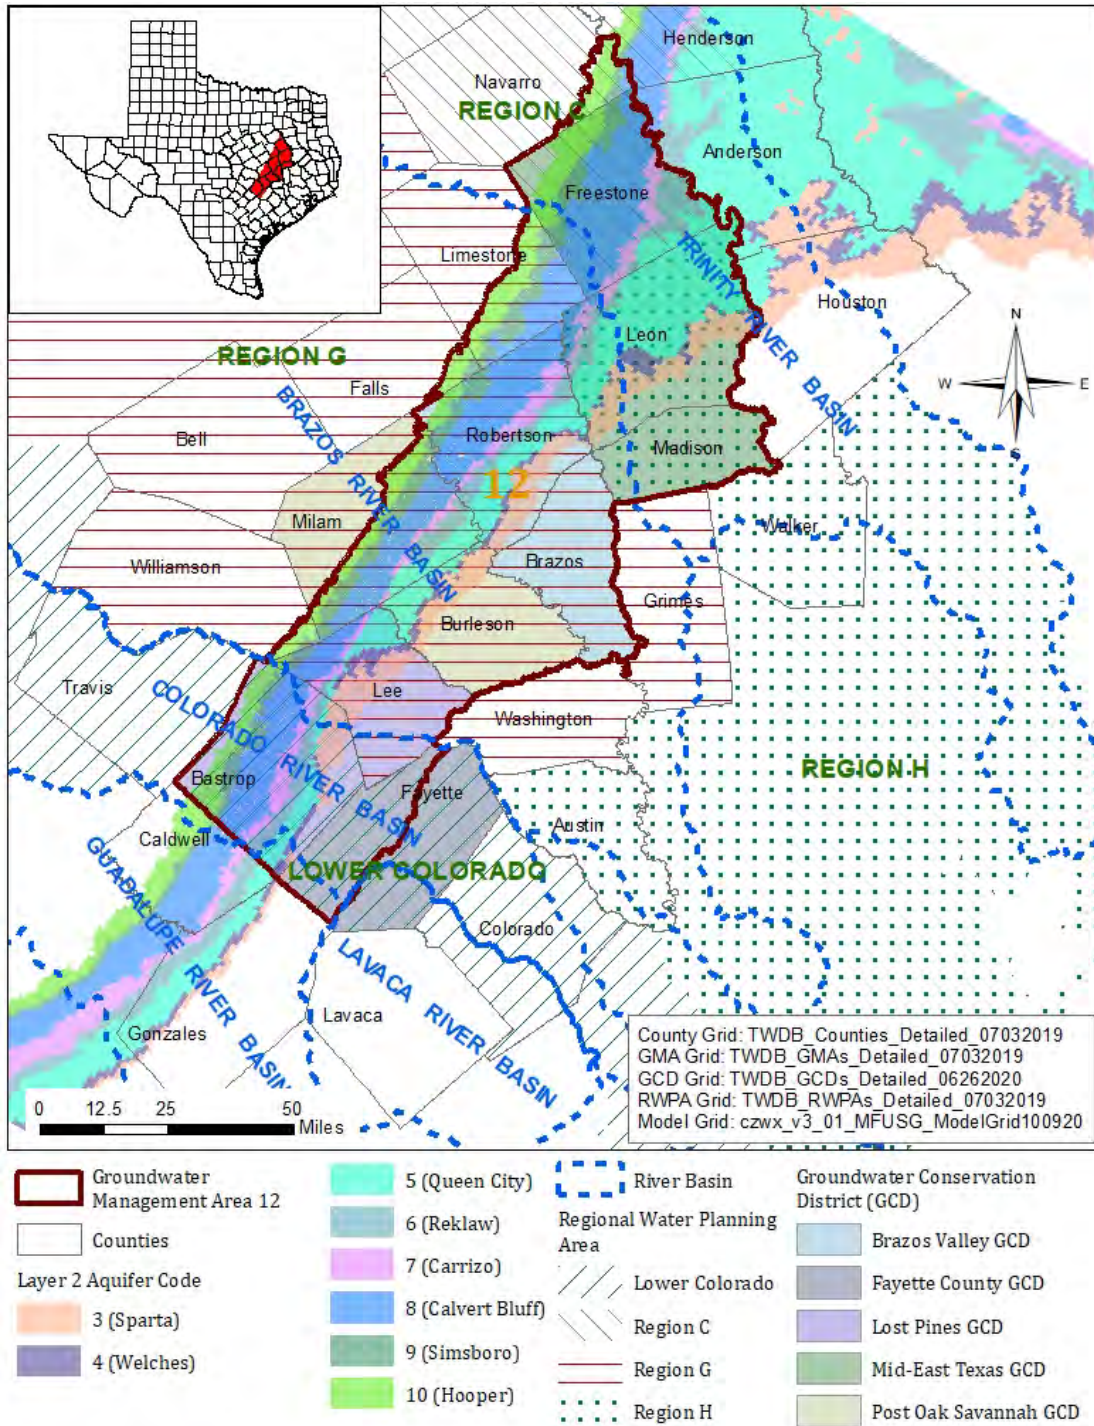 Henderson
Navarro
REGION C
Anderson
Freestone
Limestone
TRINITY RIVER BASIN
Houston
N
W E
S
REGION G
Leon
Falls
BRAZOS RIVER BASIN
Bell
Robertson
Madison
12
Milam
Walker
Williamson
Brazos
Grimes
Burleson
Travis
Lee
COLORADO RIVER BASIN
Washington
REGION H
Bastrop
Fayette
Caldwell
Austin
GUADALUPE RIVER BASIN
LOWER COLORADO
Colorado
LAVACA RIVER BASIN
Lavaca
Gonzales
County Grid: TWDB_Counties_Detailed_07032019
GMA Grid: TWDB_GMAs_Detailed_07032019
GCD Grid: TWDB_GCDs_Detailed_06262020
RWPA Grid: TWDB_RWPAs_Detailed_07032019
Model Grid: czwx_v3_01_MFUSG_ModelGrid100920
0 12.5 25 50
Miles
Groundwater
Management Area 12
Counties
Layer 2 Aquifer Code
3 (Sparta)
4 (Welches)
5 (Queen City)
6 (Reklaw)
7 (Carrizo)
8 (Calvert Bluff)
9 (Simsboro)
10 (Hooper)
River Basin
Regional Water Planning
Area
Lower Colorado
Region C
Region G
Region H
Groundwater Conservation
District (GCD)
Brazos Valley GCD
Fayette County GCD
Lost Pines GCD
Mid-East Texas GCD
Post Oak Savannah GCD